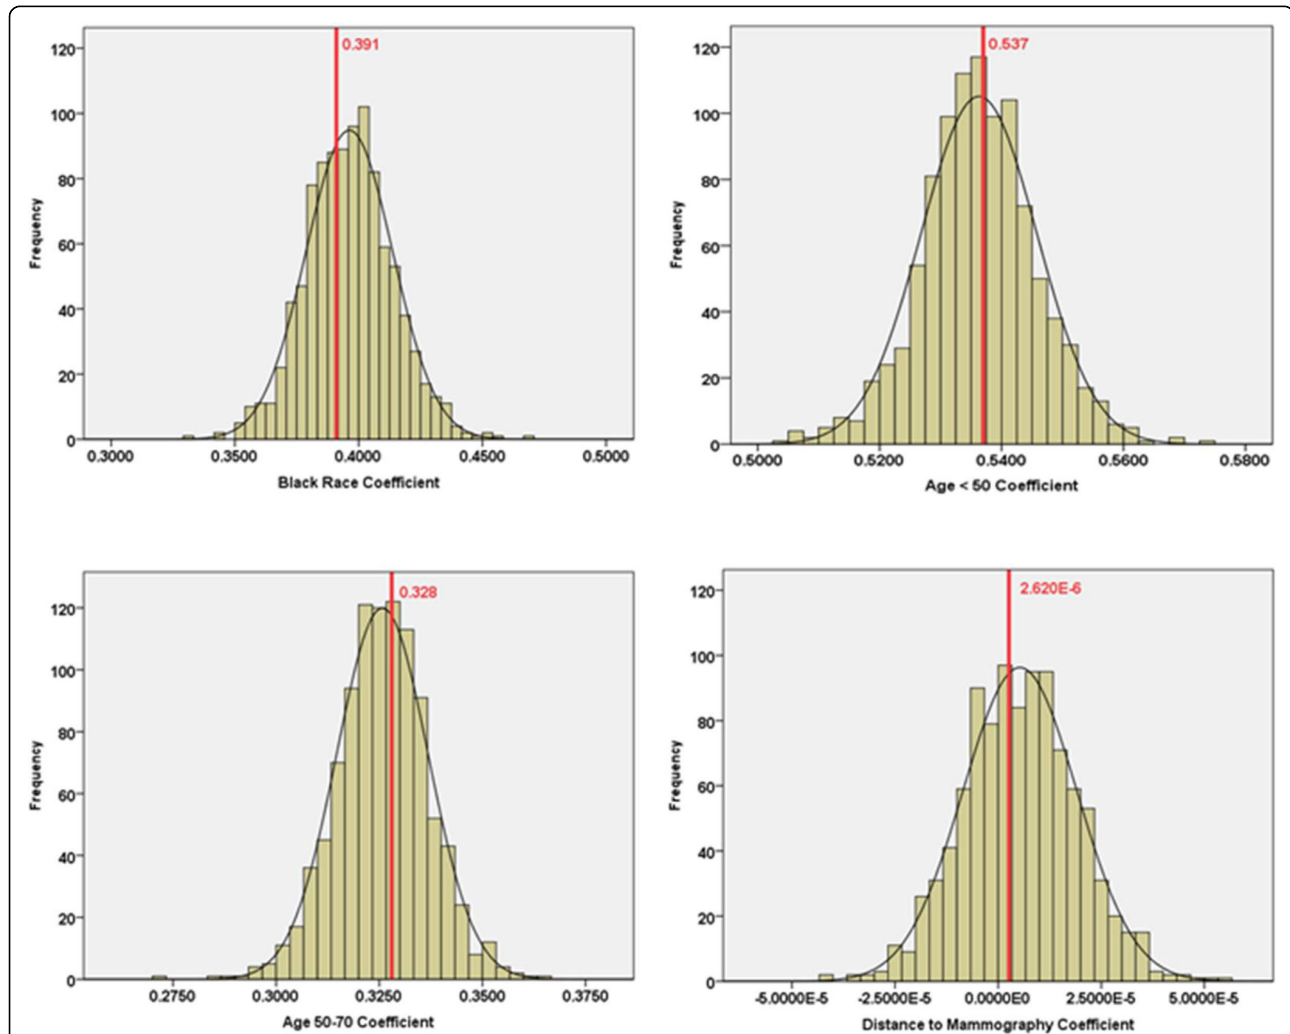 0.391
120
100
80
60
40
20
0
Frequency
0.3000 0.3500 0.4000 0.4500 0.5000
Black Race Coefficient
0.537
120
100
80
60
40
20
0
Frequency
0.5000 0.5200 0.5400 0.5600 0.5800
Age < 50 Coefficient
0.328
120
100
80
60
40
20
0
Frequency
0.2750 0.3000 0.3250 0.3500 0.3750
Age 50-70 Coefficient
2.620E-6
120
100
80
60
40
20
0
Frequency
-5.0000E-5 -2.5000E-5 0.0000E0 2.5000E-5 5.0000E-5
Distance to Mammography Coefficient